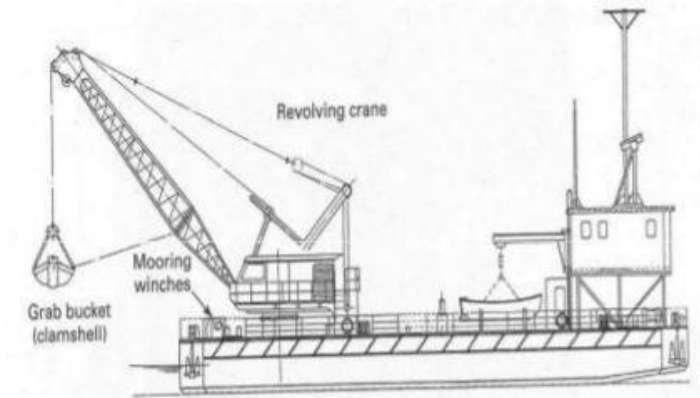 Revolving crane
Mooring
winches
Grab bucket
(clamshell)